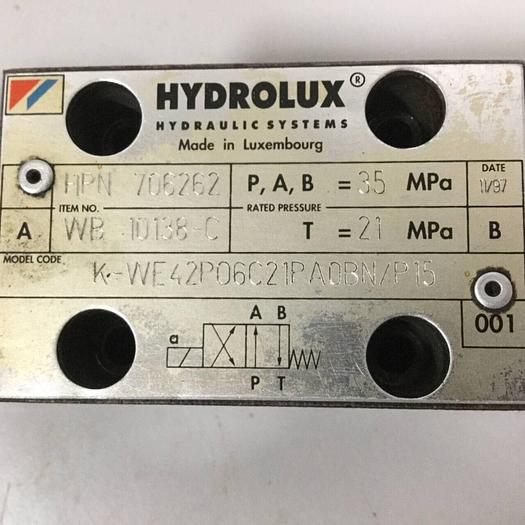 HYDROLUX®
HYDRAULIC SYSTEMS
Made in Luxembourg
HPN 706262 P, A, B = 35 MPa DATE 11/97
ITEM NO. RATED PRESSURE
A WB 10138-C T = 21 MPa B
MODEL CODE K-WE42P06C21PA0BN/P15
001
A B
a
P T